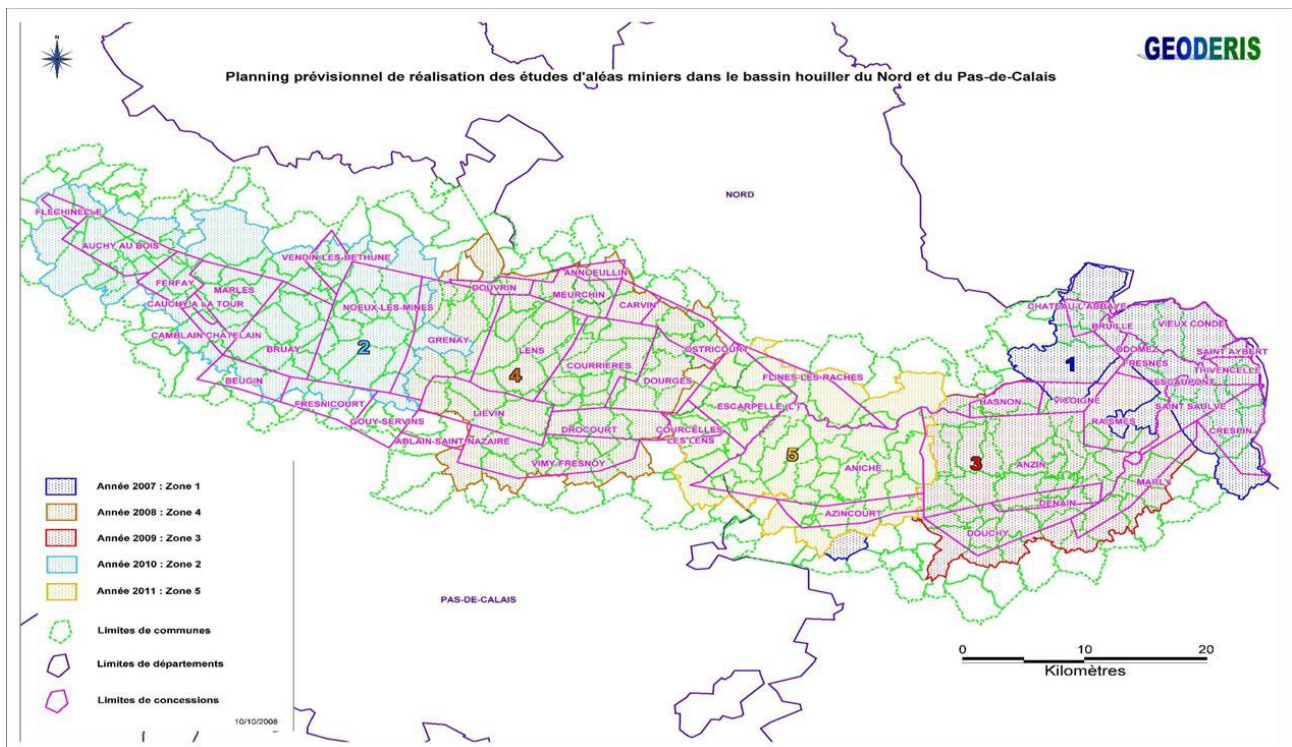 GEODERIS
N
Planning prévisionnel de réalisation des études d'aléas miniers dans le bassin houiller du Nord et du Pas-de-Calais
NORD
FLECHINELLE
AUCHY AU BOIS
VENDIN LES BETHUNE
FERFAY
MARLES
CAUCHY A LA TOUR
NOEUX-LES-MINES
CAMBLAIN CHATELAIN
BRUAY
2
GRENAY
BEUGIN
FRESNICOURT
GOUY-SERVINS
ABLAIN-SAINT-NAZAIRE
ANNOEULLIN
DOUVRIN
MEURCHIN
CARVIN
LENS
OSTRICOURT
COURRIERES
4
DOURGES
LIEVIN
DROCOURT
COURCELLES
LES LENS
VIMY FRESNOY
FLINES-LES-RACHES
ESCARPELLE (L')
5
ANICHE
AZINCOURT
CHATEAU L'ABBAYE
BRUILLE
VIEUX CONDE
ODOMEZ
SAINT AYBERT
1
FRESNES
THIVENCELLE
ESCAUPONT
VICOIGNE
HASNON
SAINT SAULVE
RAISMES
CRESPIN
3
ANZIN
MARLY
DENAIN
DOUCHY
Année 2007 : Zone 1
Année 2008 : Zone 4
Année 2009 : Zone 3
Année 2010 : Zone 2
Année 2011 : Zone 5
Limites de communes
Limites de départements
Limites de concessions
10/10/2008
PAS-DE-CALAIS
0 10 20
Kilomètres